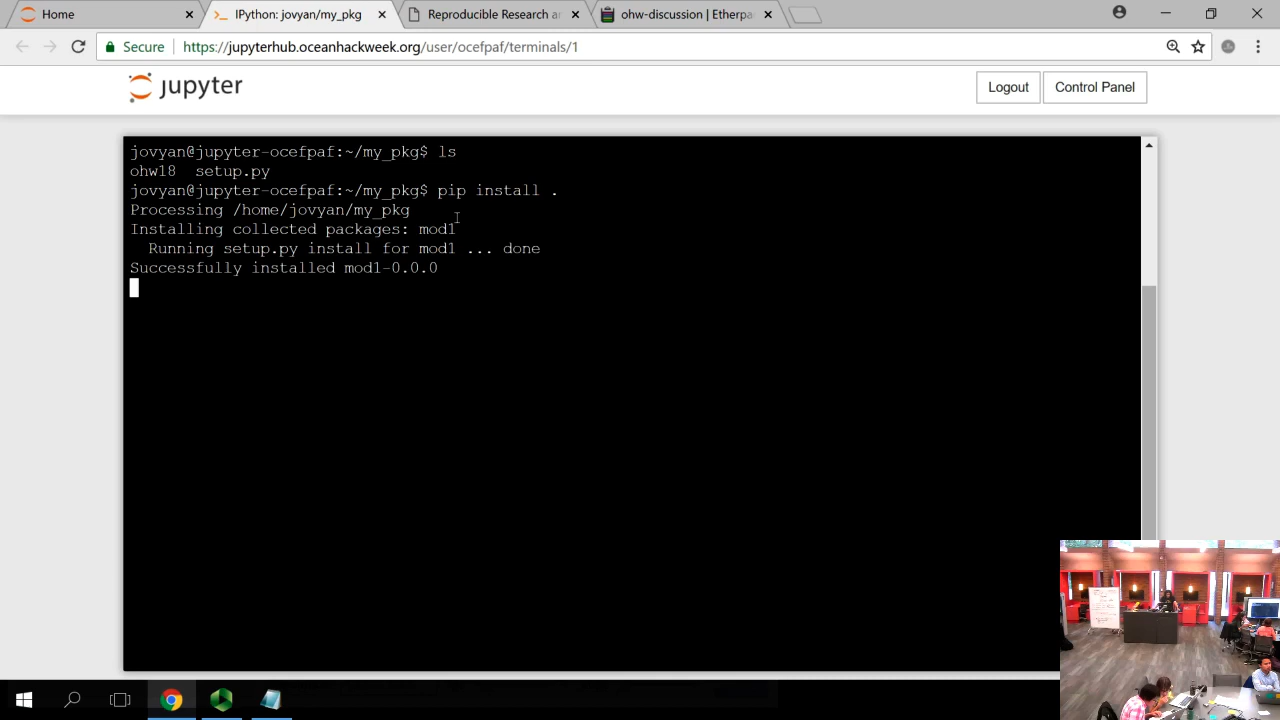 Home
IPython: jovyan/my_pkg
Reproducible Research ar
ohw-discussion | Etherpa
Secure
https://jupyterhub.oceanhackweek.org/user/ocefpaf/terminals/1
jupyter
Logout
Control Panel
jovyan@jupyter-ocefpaf:~/my_pkg$ ls
ohw18  setup.py
jovyan@jupyter-ocefpaf:~/my_pkg$ pip install .
Processing /home/jovyan/my_pkg
Installing collected packages: mod1
  Running setup.py install for mod1 ... done
Successfully installed mod1-0.0.0